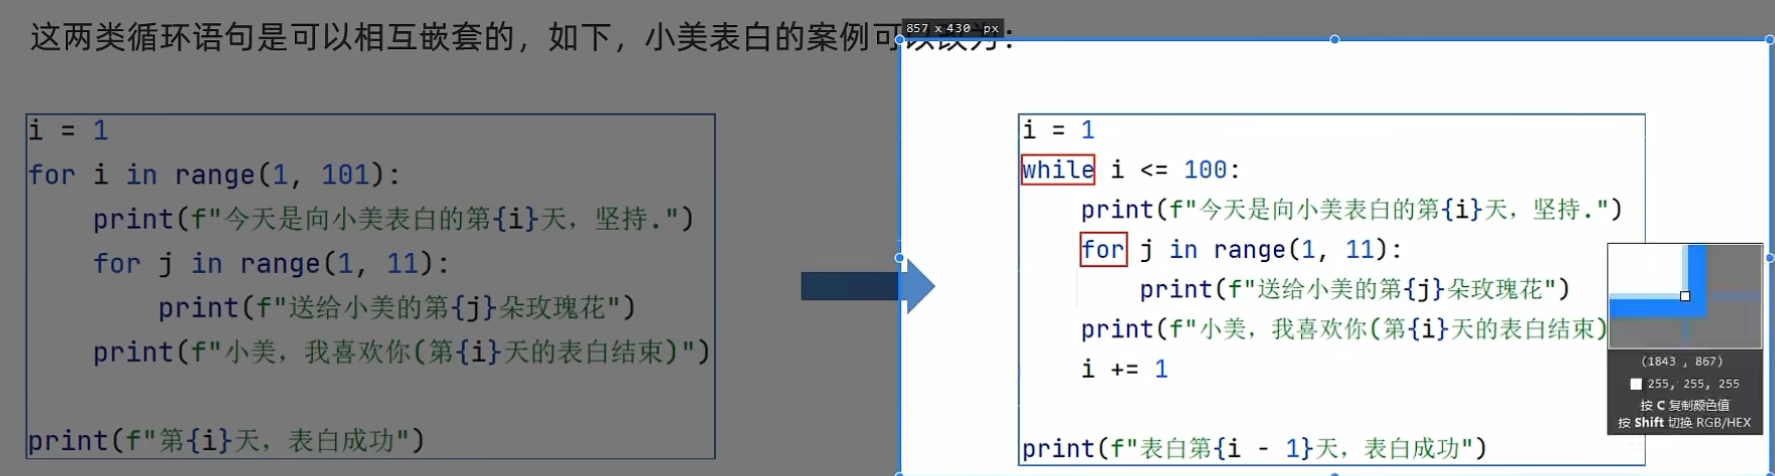 这两类循环语句是可以相互嵌套的，如下，小美表白的案例可以改为：
857 x 430 px
i = 1
for i in range(1, 101):
    print(f"今天是向小美表白的第{i}天，坚持.")
    for j in range(1, 11):
        print(f"送给小美的第{j}朵玫瑰花")
    print(f"小美，我喜欢你(第{i}天的表白结束)")
print(f"第{i}天，表白成功")
i = 1
while i <= 100:
    print(f"今天是向小美表白的第{i}天，坚持.")
    for j in range(1, 11):
        print(f"送给小美的第{j}朵玫瑰花")
    print(f"小美，我喜欢你(第{i}天的表白结束)
    i += 1
print(f"表白第{i - 1}天，表白成功")
(1843 , 867)
255, 255, 255
按 C 复制颜色值
按 Shift 切换 RGB/HEX